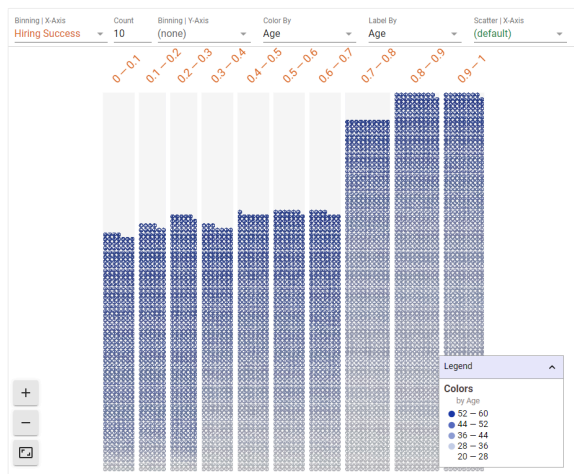 Binning | X-Axis Count Binning | Y-Axis Color By Label By Scatter | X-Axis
Hiring Success 10 (none) Age Age (default)
0 – 0.1 0.1 – 0.2 0.2 – 0.3 0.3 – 0.4 0.4 – 0.5 0.5 – 0.6 0.6 – 0.7 0.7 – 0.8 0.8 – 0.9 0.9 – 1
Legend
Colors
by Age
52 – 60
44 – 52
36 – 44
28 – 36
20 – 28